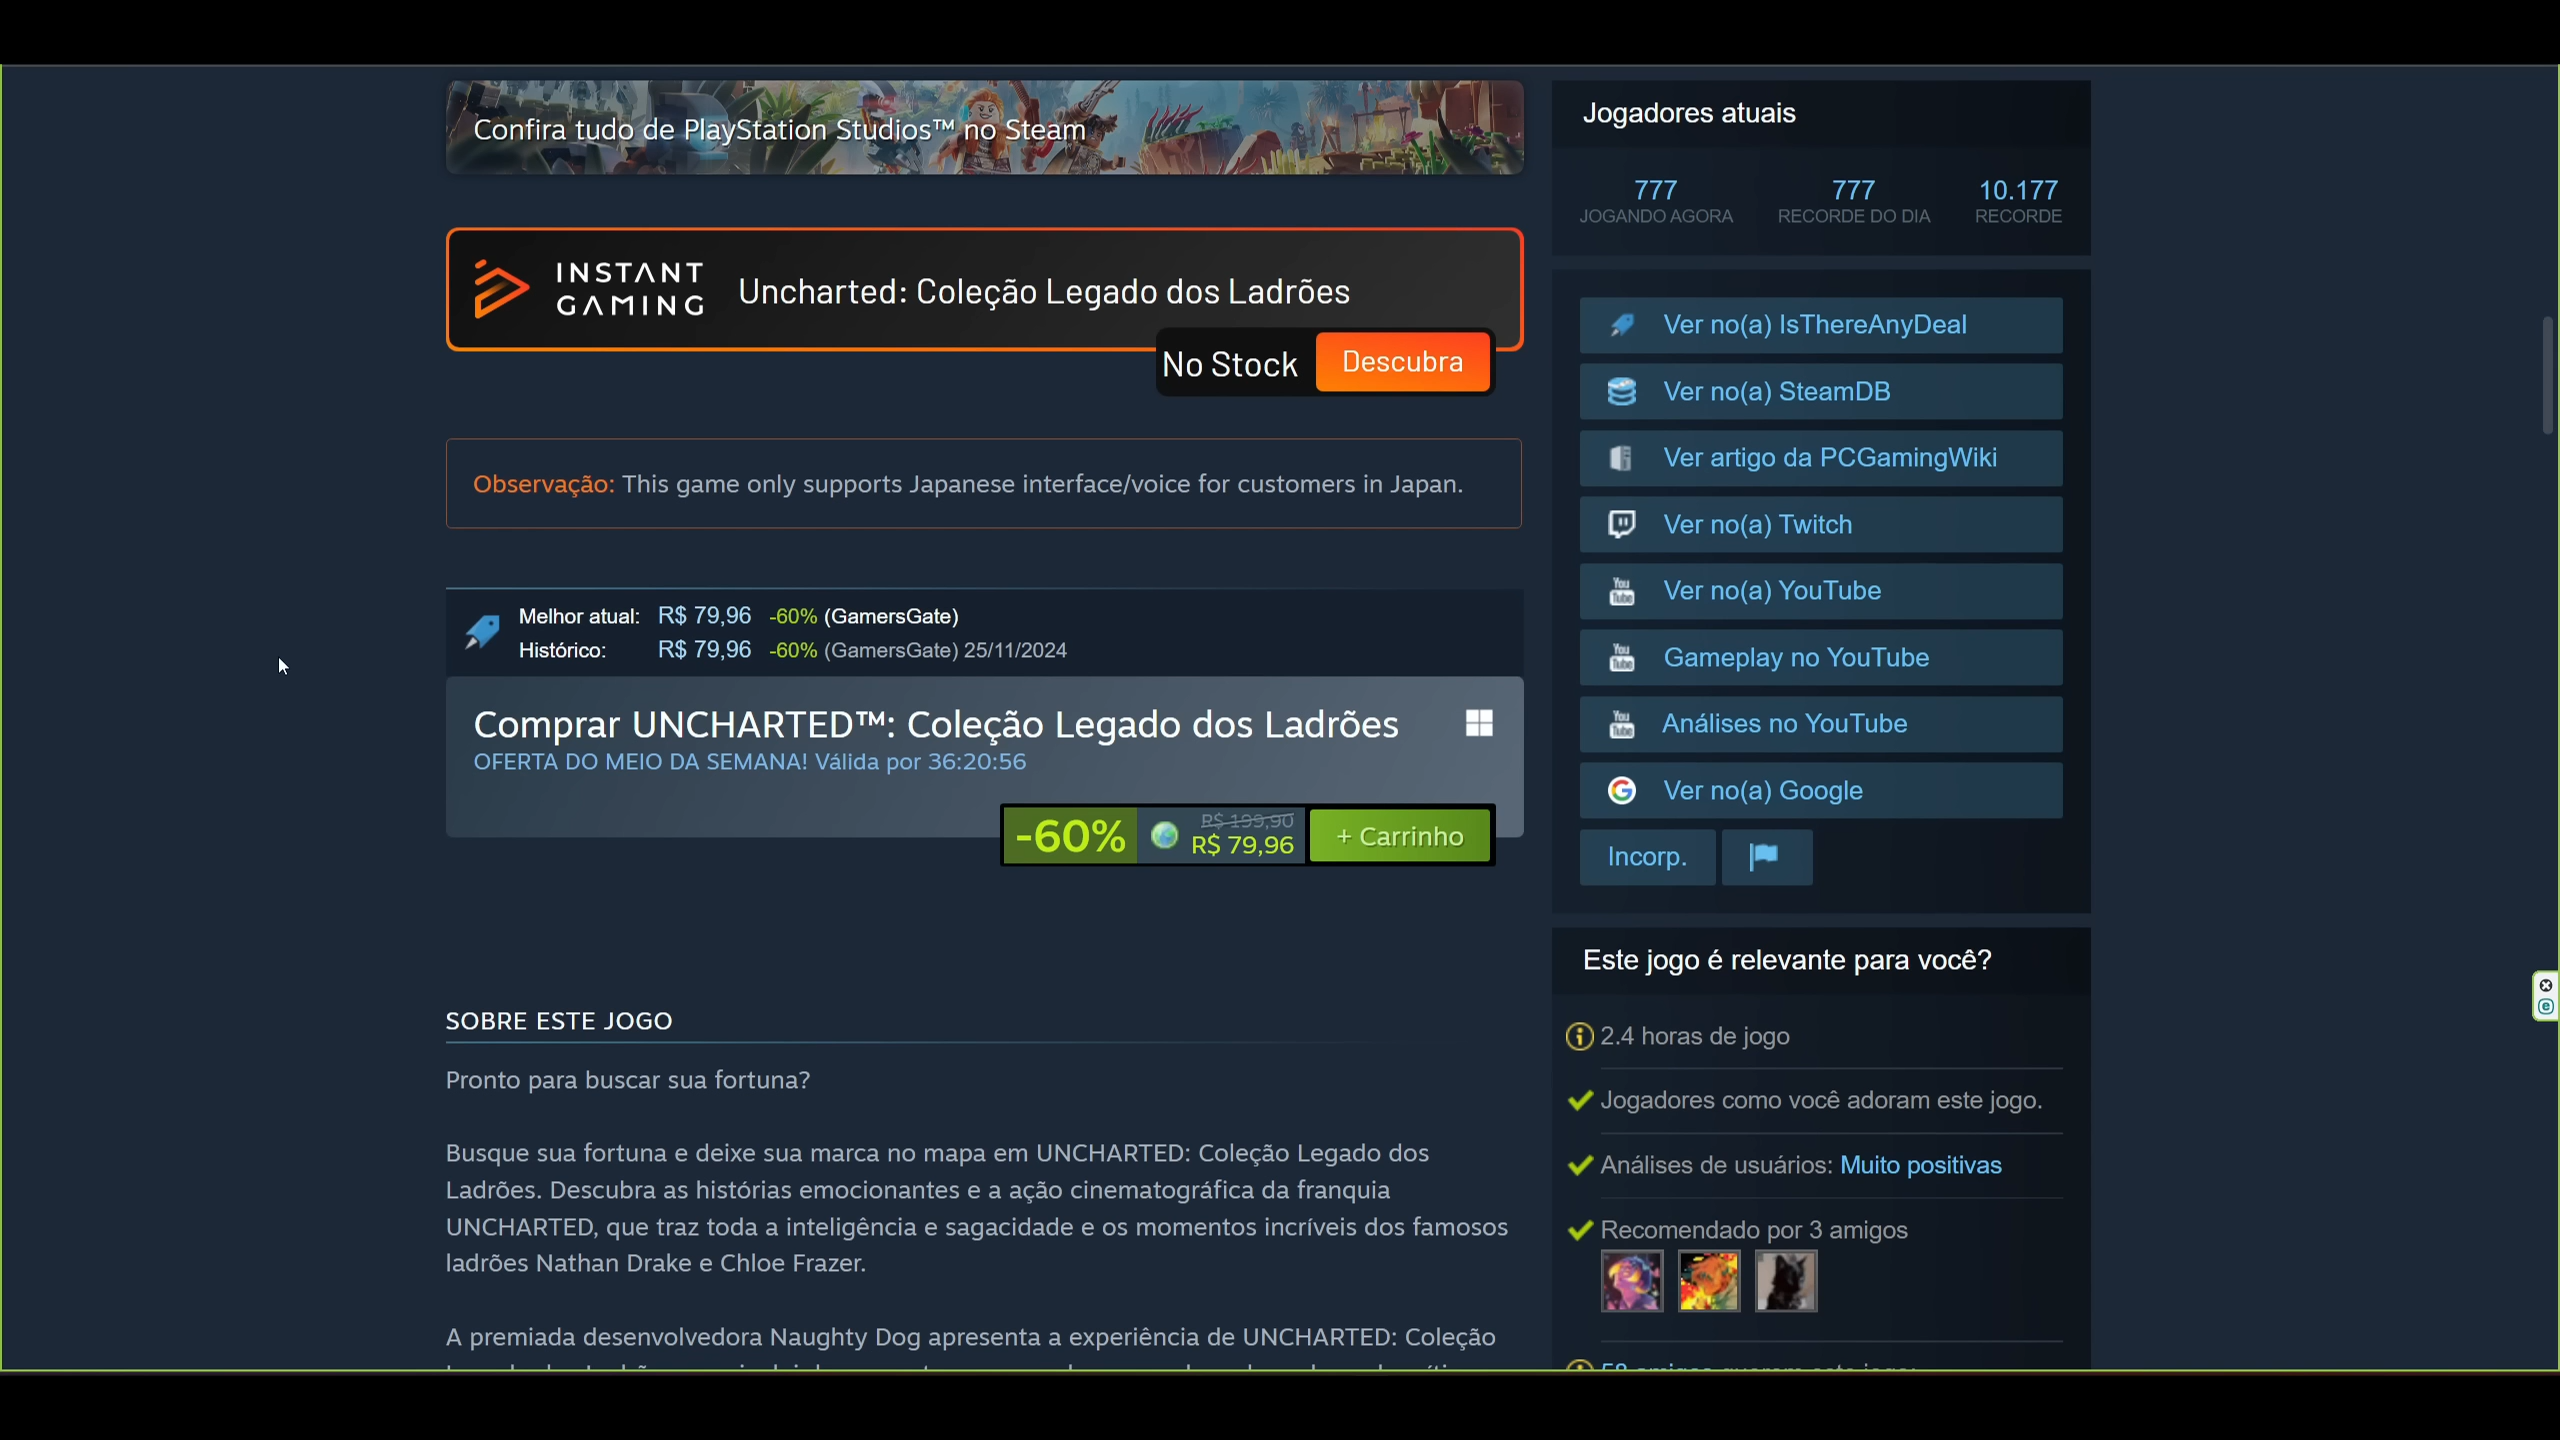 Confira tudo de PlayStation Studios™ no Steam
INSTANT
GAMING
Uncharted: Coleção Legado dos Ladrões
No Stock
Descubra
Observação: This game only supports Japanese interface/voice for customers in Japan.
Melhor atual: R$ 79,96 -60% (GamersGate)
Histórico: R$ 79,96 -60% (GamersGate) 25/11/2024
Comprar UNCHARTED™: Coleção Legado dos Ladrões
OFERTA DO MEIO DA SEMANA! Válida por 36:20:56
-60%
R$ 199,90
R$ 79,96
+ Carrinho
SOBRE ESTE JOGO
Pronto para buscar sua fortuna?
Busque sua fortuna e deixe sua marca no mapa em UNCHARTED: Coleção Legado dos
Ladrões. Descubra as histórias emocionantes e a ação cinematográfica da franquia
UNCHARTED, que traz toda a inteligência e sagacidade e os momentos incríveis dos famosos
ladrões Nathan Drake e Chloe Frazer.
A premiada desenvolvedora Naughty Dog apresenta a experiência de UNCHARTED: Coleção
Jogadores atuais
777 777 10.177
JOGANDO AGORA RECORDE DO DIA RECORDE
Ver no(a) IsThereAnyDeal
Ver no(a) SteamDB
Ver artigo da PCGamingWiki
Ver no(a) Twitch
Ver no(a) YouTube
Gameplay no YouTube
Análises no YouTube
Ver no(a) Google
Incorp.
Este jogo é relevante para você?
2.4 horas de jogo
Jogadores como você adoram este jogo.
Análises de usuários: Muito positivas
Recomendado por 3 amigos